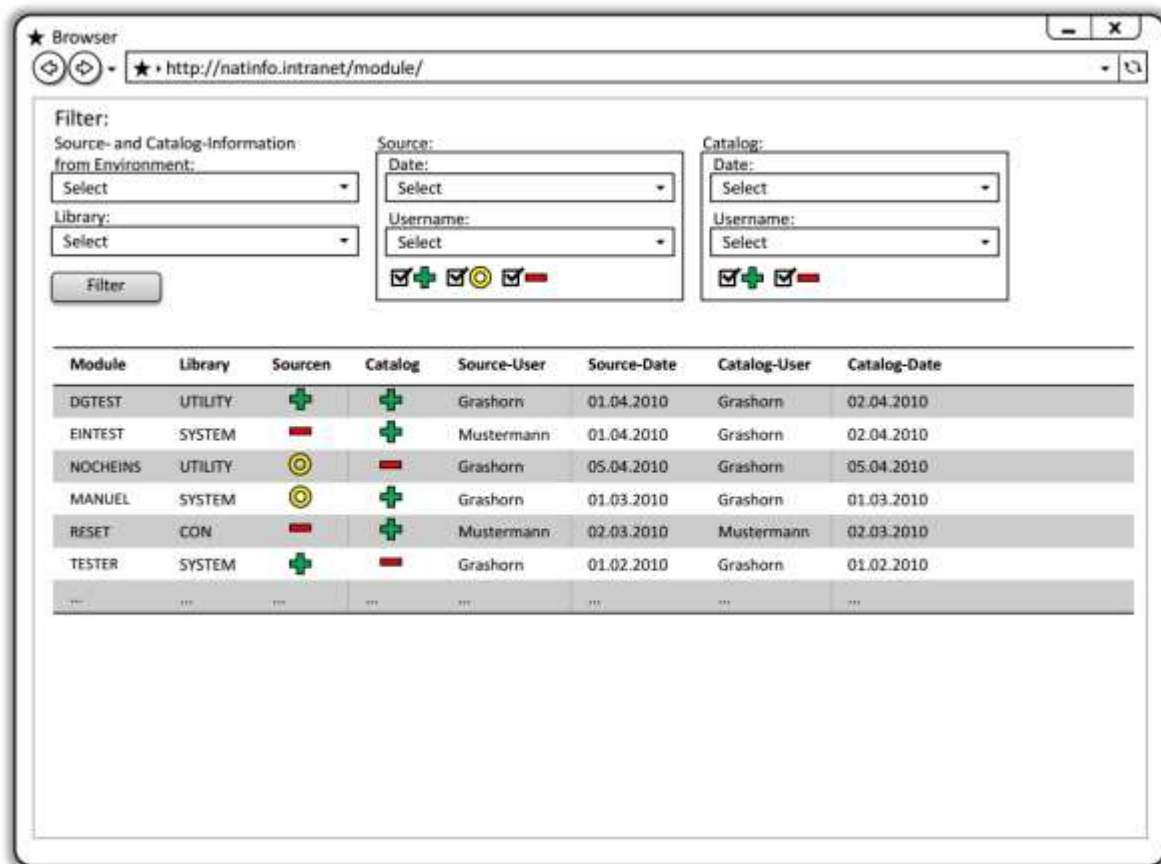 Browser
http://natinfo.intranet/module/
Filter:
Source- and Catalog-Information
from Environment:
Select
Library:
Select
Filter
Source:
Date:
Select
Username:
Select
Catalog:
Date:
Select
Username:
Select
Module Library Sourcen Catalog Source-User Source-Date Catalog-User Catalog-Date
DGTEST UTILITY Grashorn 01.04.2010 Grashorn 02.04.2010
EINTEST SYSTEM Mustermann 01.04.2010 Grashorn 02.04.2010
NOCHEINS UTILITY Grashorn 05.04.2010 Grashorn 05.04.2010
MANUEL SYSTEM Grashorn 01.03.2010 Grashorn 01.03.2010
RESET CON Mustermann 02.03.2010 Mustermann 02.03.2010
TESTER SYSTEM Grashorn 01.02.2010 Grashorn 01.02.2010
... ... ... ... ... ... ... ...